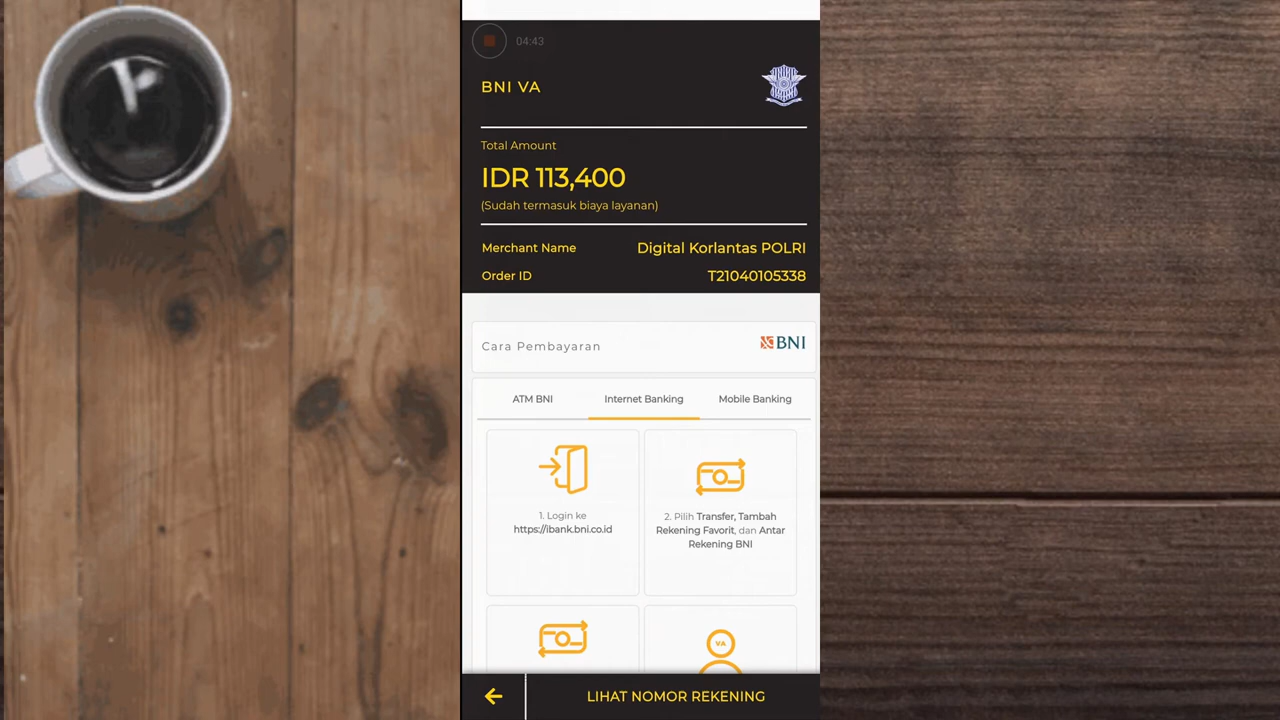 04:43
BNI VA
Total Amount
IDR 113,400
(Sudah termasuk biaya layanan)
Merchant Name Digital Korlantas POLRI
Order ID T21040105338
Cara Pembayaran BNI
ATM BNI Internet Banking Mobile Banking
1. Login ke
https://ibank.bni.co.id
2. Pilih Transfer, Tambah
Rekening Favorit, dan Antar
Rekening BNI
VA
LIHAT NOMOR REKENING